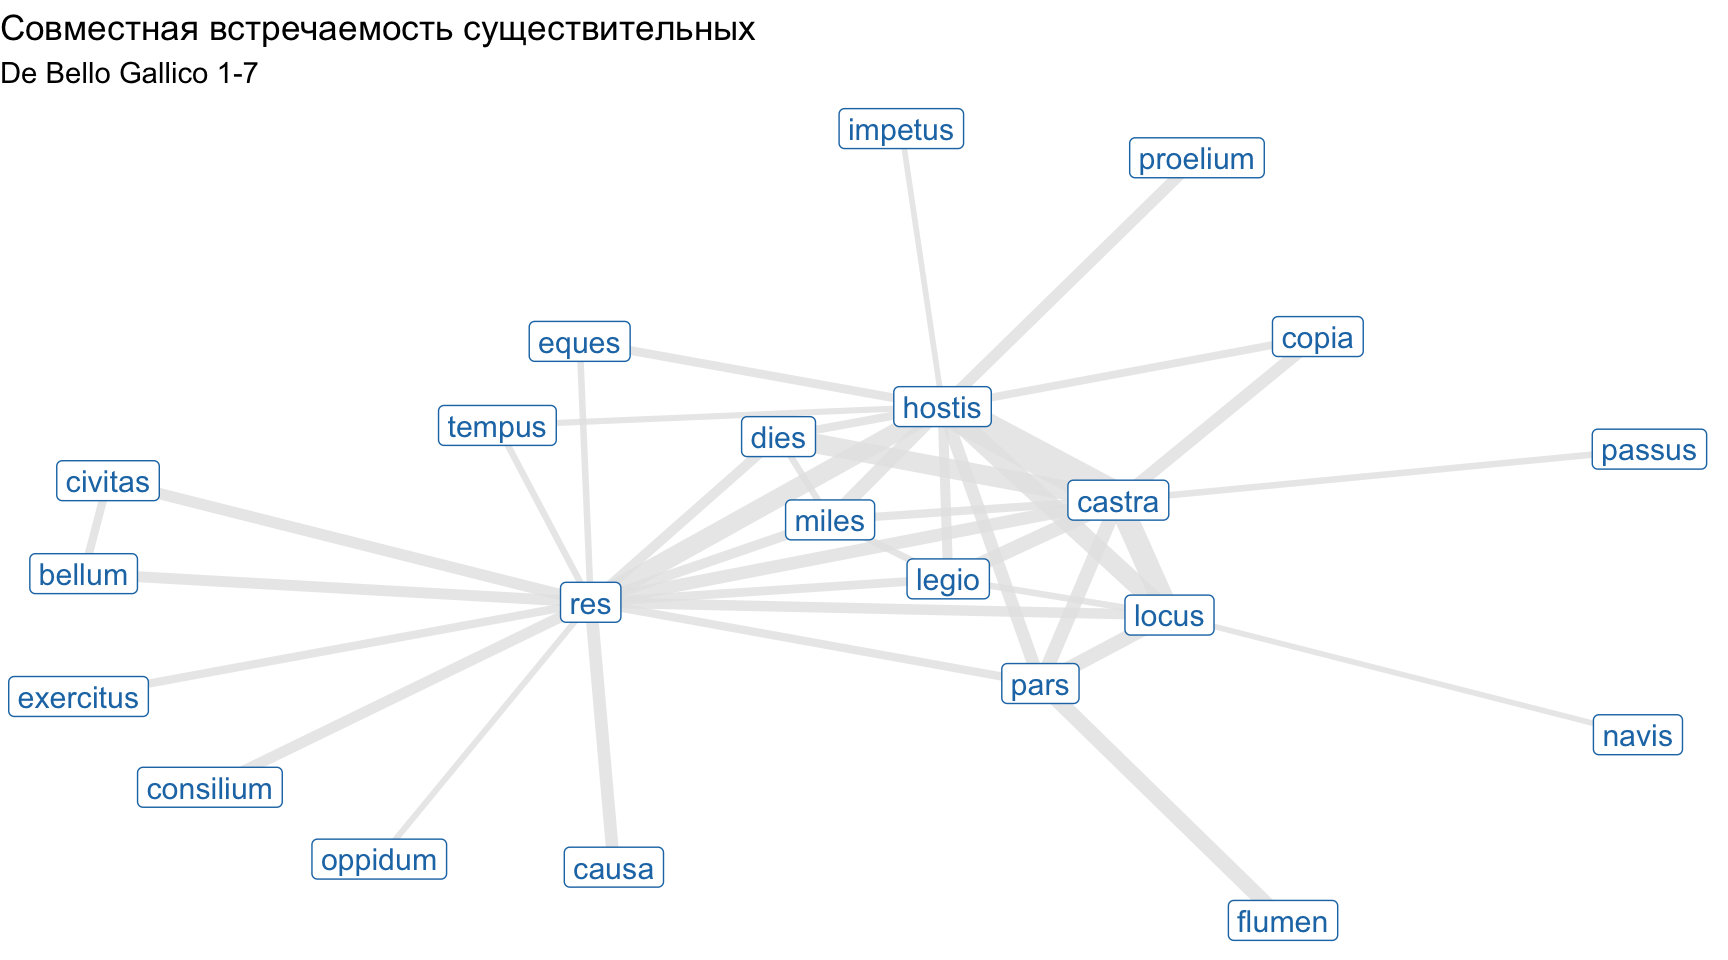 Совместная встречаемость существительных
De Bello Gallico 1-7
impetus
proelium
eques
copia
hostis
tempus
dies
passus
civitas
castra
miles
bellum
legio
res
locus
pars
exercitus
navis
consilium
oppidum
causa
flumen